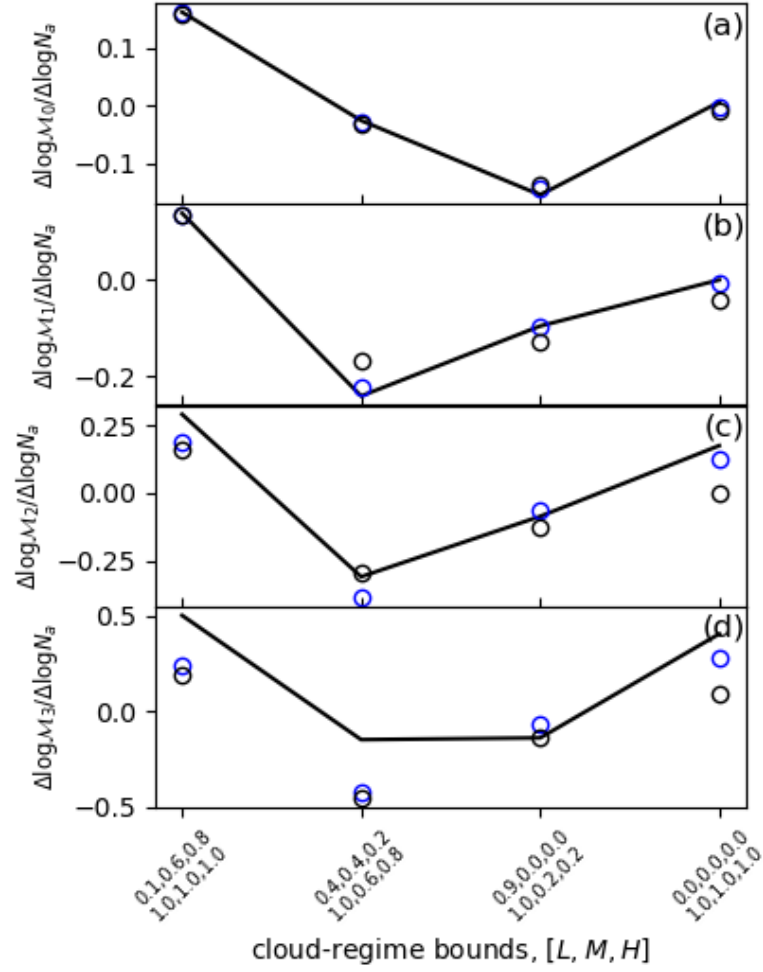 (a)
0.1
0.0
−0.1
Δlogℳ₀/ΔlogNₐ
(b)
0.0
−0.2
Δlogℳ₁/ΔlogNₐ
(c)
0.25
0.00
−0.25
Δlogℳ₂/ΔlogNₐ
(d)
0.5
0.0
−0.5
Δlogℳ₃/ΔlogNₐ
0.1,0.6,0.8
1.0,1.0,1.0
0.4,0.4,0.2
1.0,0.6,0.8
0.9,0.0,0.0
1.0,0.2,0.2
0.0,0.0,0.0
1.0,1.0,1.0
cloud-regime bounds, [L, M, H]